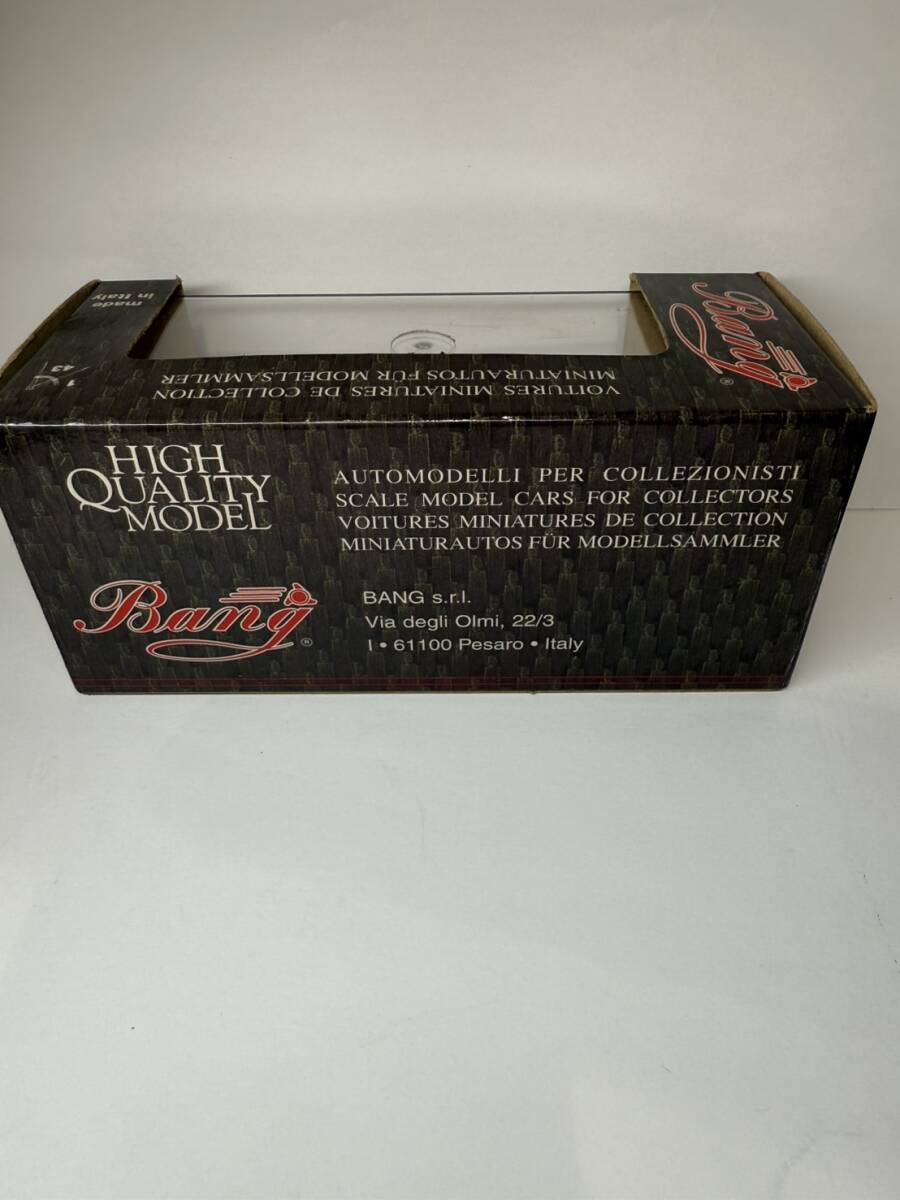 made
in Italy
1/43
Bang
®
VOITURES MINIATURES DE COLLECTION
MINIATURAUTOS FÜR MODELLSAMMLER
HIGH
QUALITY
MODEL
AUTOMODELLI PER COLLEZIONISTI
SCALE MODEL CARS FOR COLLECTORS
VOITURES MINIATURES DE COLLECTION
MINIATURAUTOS FÜR MODELLSAMMLER
Bang
®
BANG s.r.l.
Via degli Olmi, 22/3
I • 61100 Pesaro • Italy